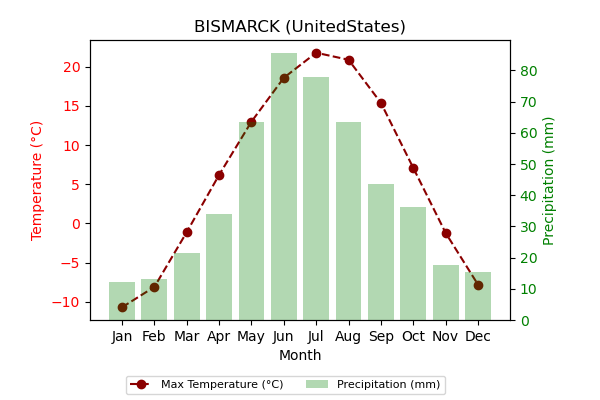 BISMARCK (UnitedStates)
Temperature (°C)
20
15
10
5
0
−5
−10
80
70
60
50
40
30
20
10
0
Precipitation (mm)
Jan Feb Mar Apr May Jun Jul Aug Sep Oct Nov Dec
Month
Max Temperature (°C) Precipitation (mm)